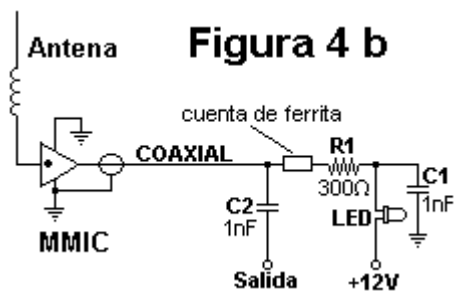 Antena
Figura 4 b
cuenta de ferrita
COAXIAL
R1
300Ω
C1
1nF
C2
1nF
LED
MMIC
Salida
+12V